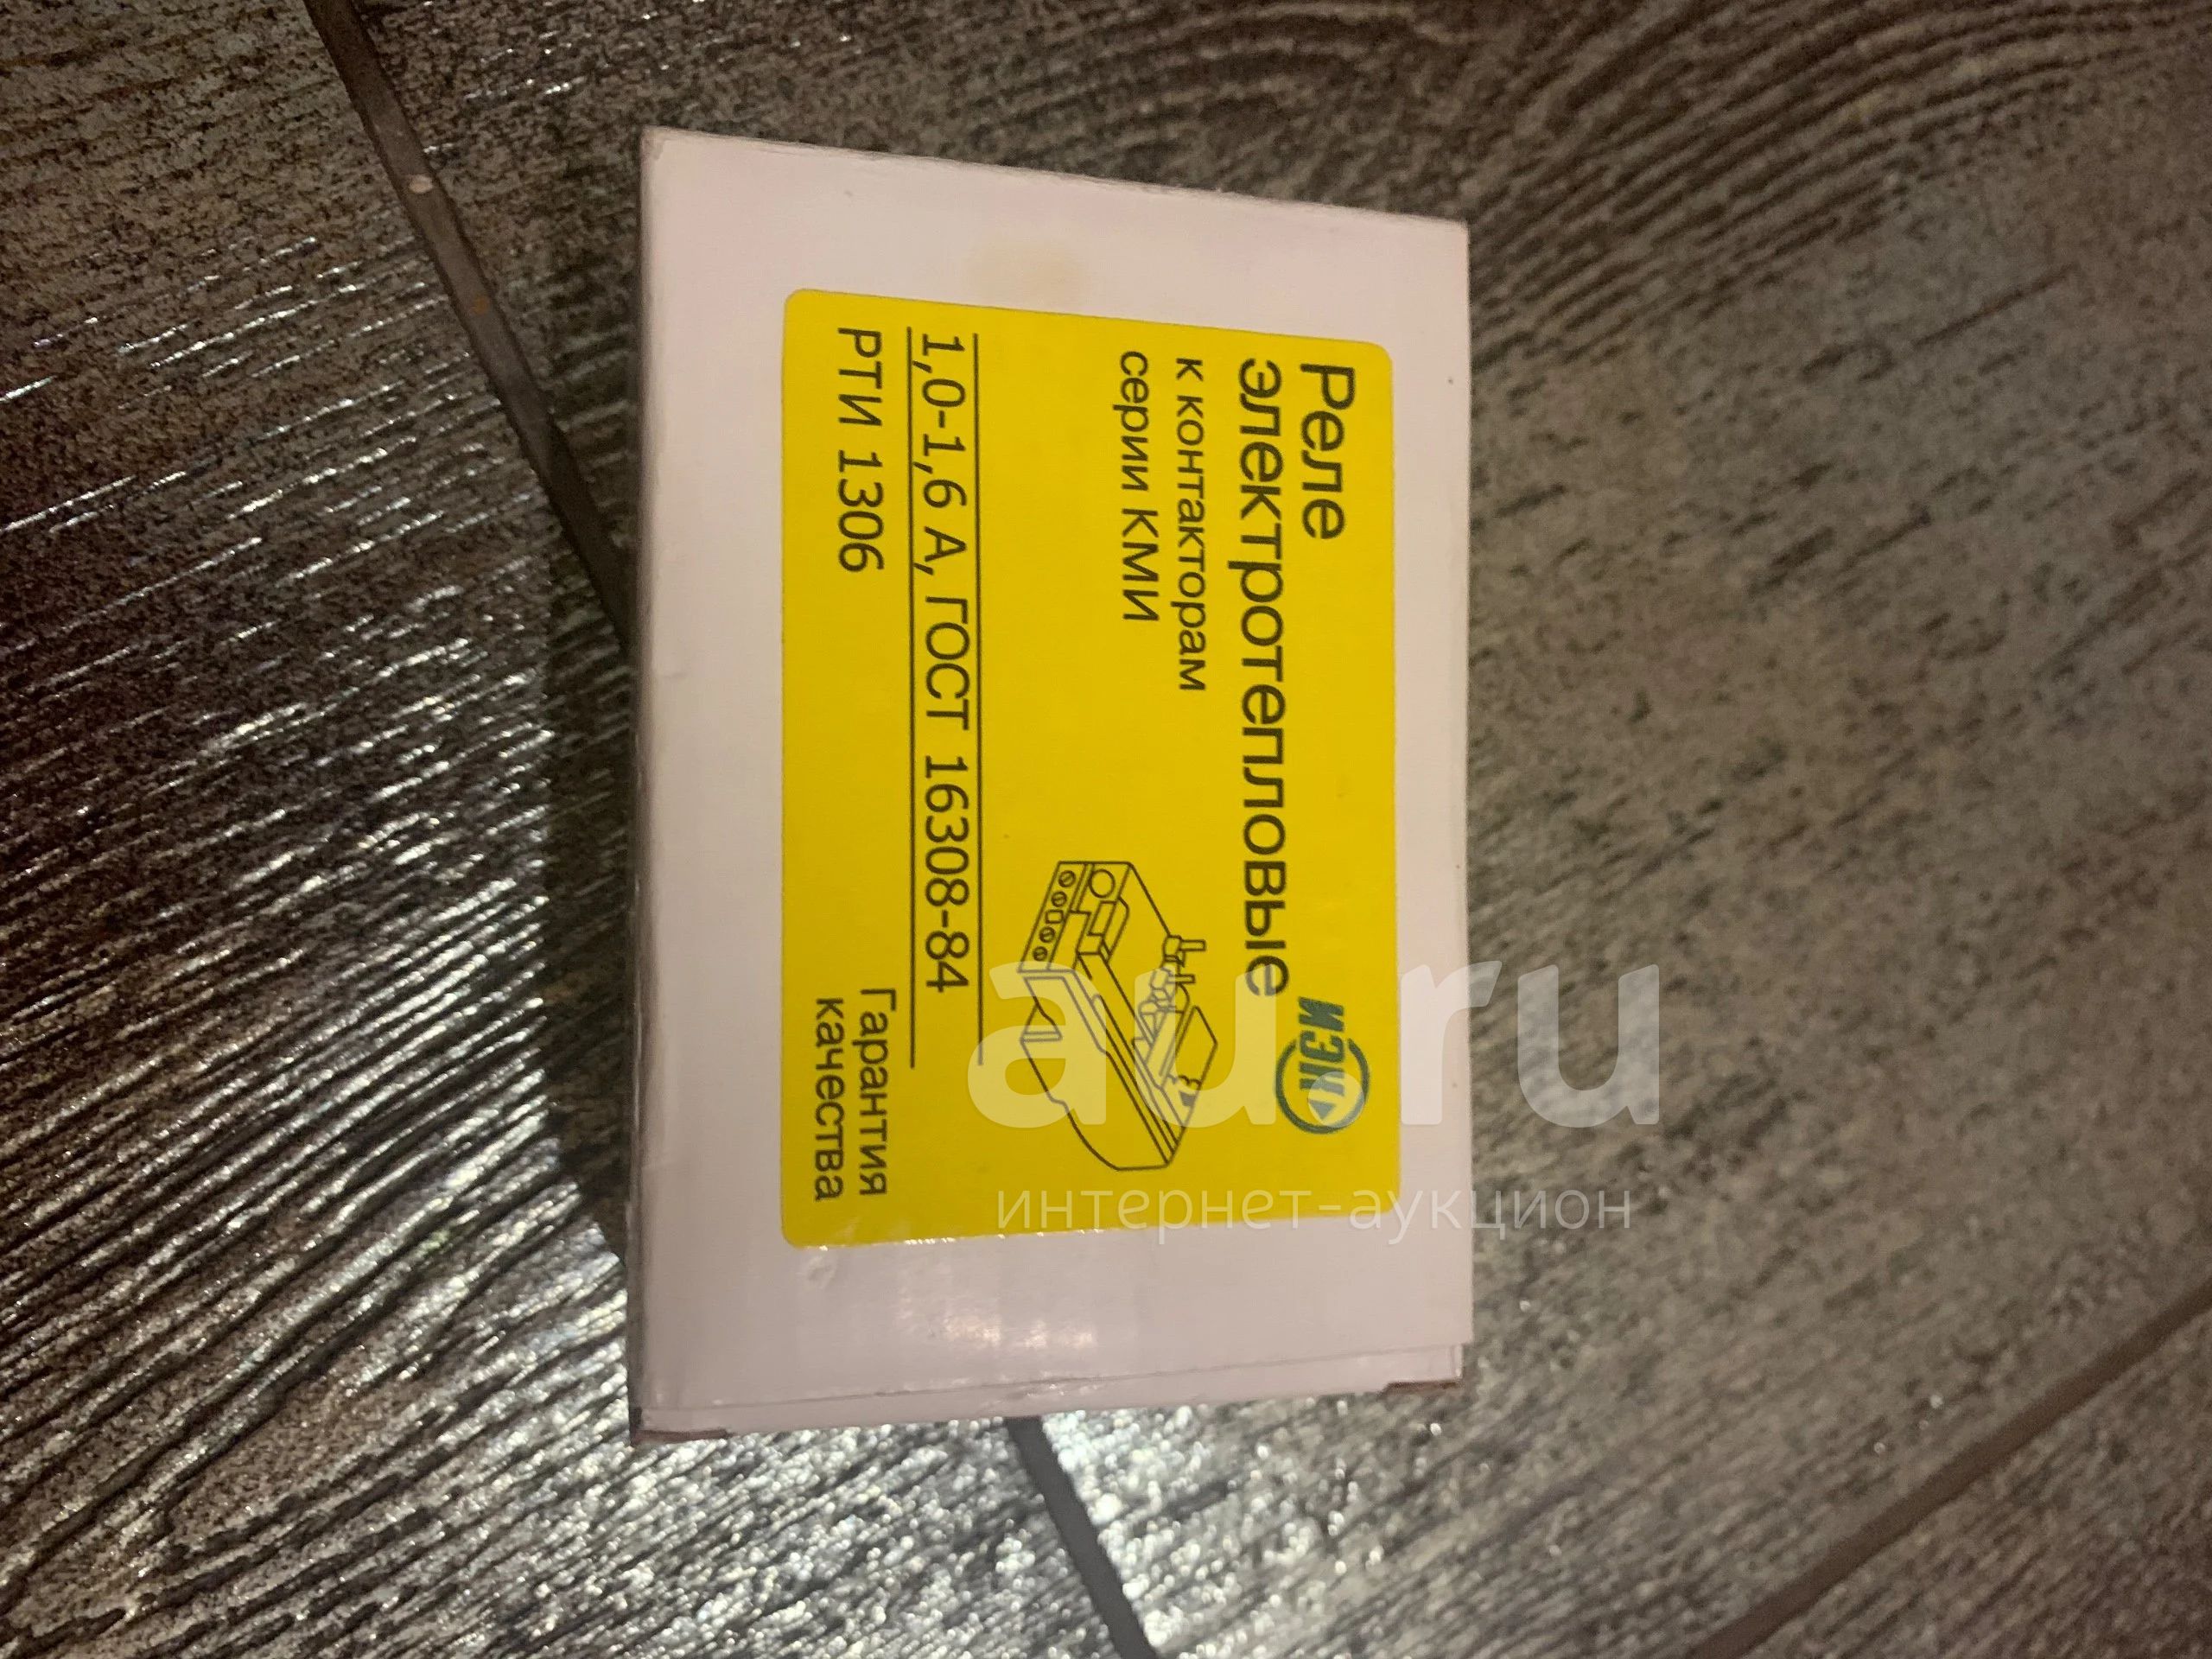 Реле
электротепловые
к контакторам
серии КМИ
ИЭК
1,0-1,6 А, ГОСТ 16308-84
РТИ 1306
Гарантия
качества
au.ru
интернет-аукцион